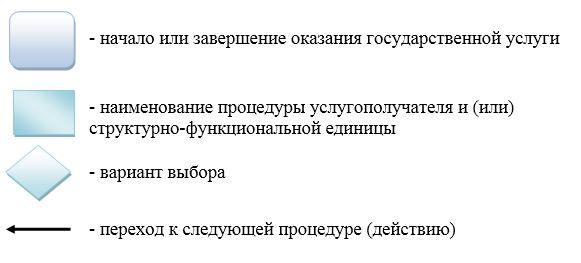 - начало или завершение оказания государственной услуги
- наименование процедуры услугополучателя и (или)
структурно-функциональной единицы
- вариант выбора
- переход к следующей процедуре (действию)